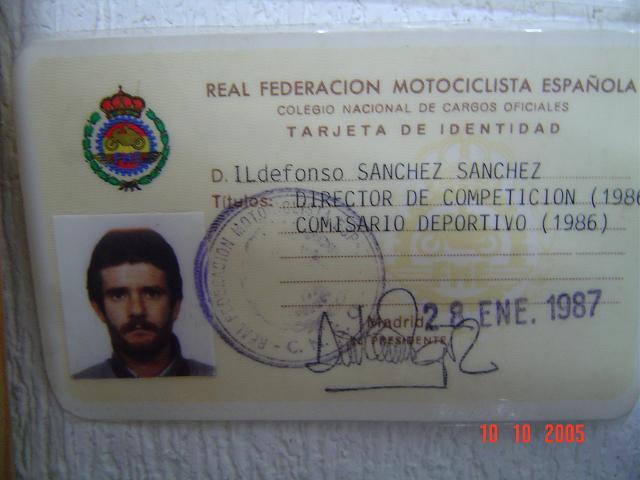 REAL FEDERACION MOTOCICLISTA ESPAÑOLA
COLEGIO NACIONAL DE CARGOS OFICIALES
TARJETA DE IDENTIDAD
D. ILdefonso SANCHEZ SANCHEZ
Títulos: DIRECTOR DE COMPETICION (1986
COMISARIO DEPORTIVO (1986)
Madrid, 28 ENE. 1987
EL PRESIDENTE
10 10 2005